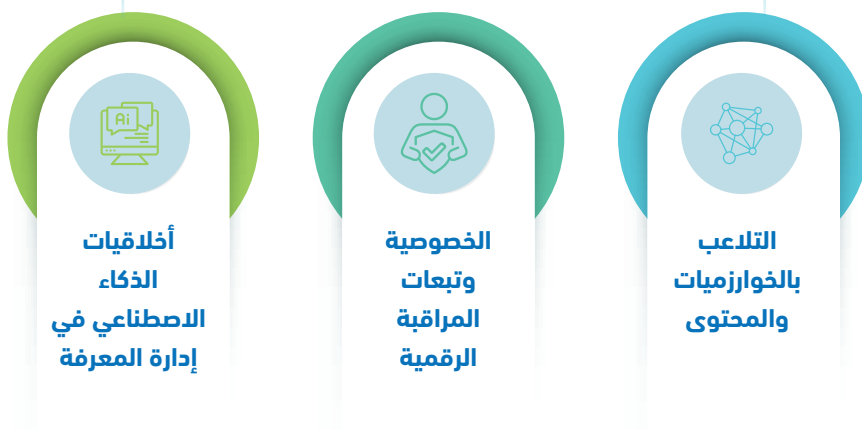 التلاعب
بالخوارزميات
والمحتوى
الخصوصية
وتبعات
المراقبة
الرقمية
Ai
أخلاقيات
الذكاء
الاصطناعي في
إدارة المعرفة